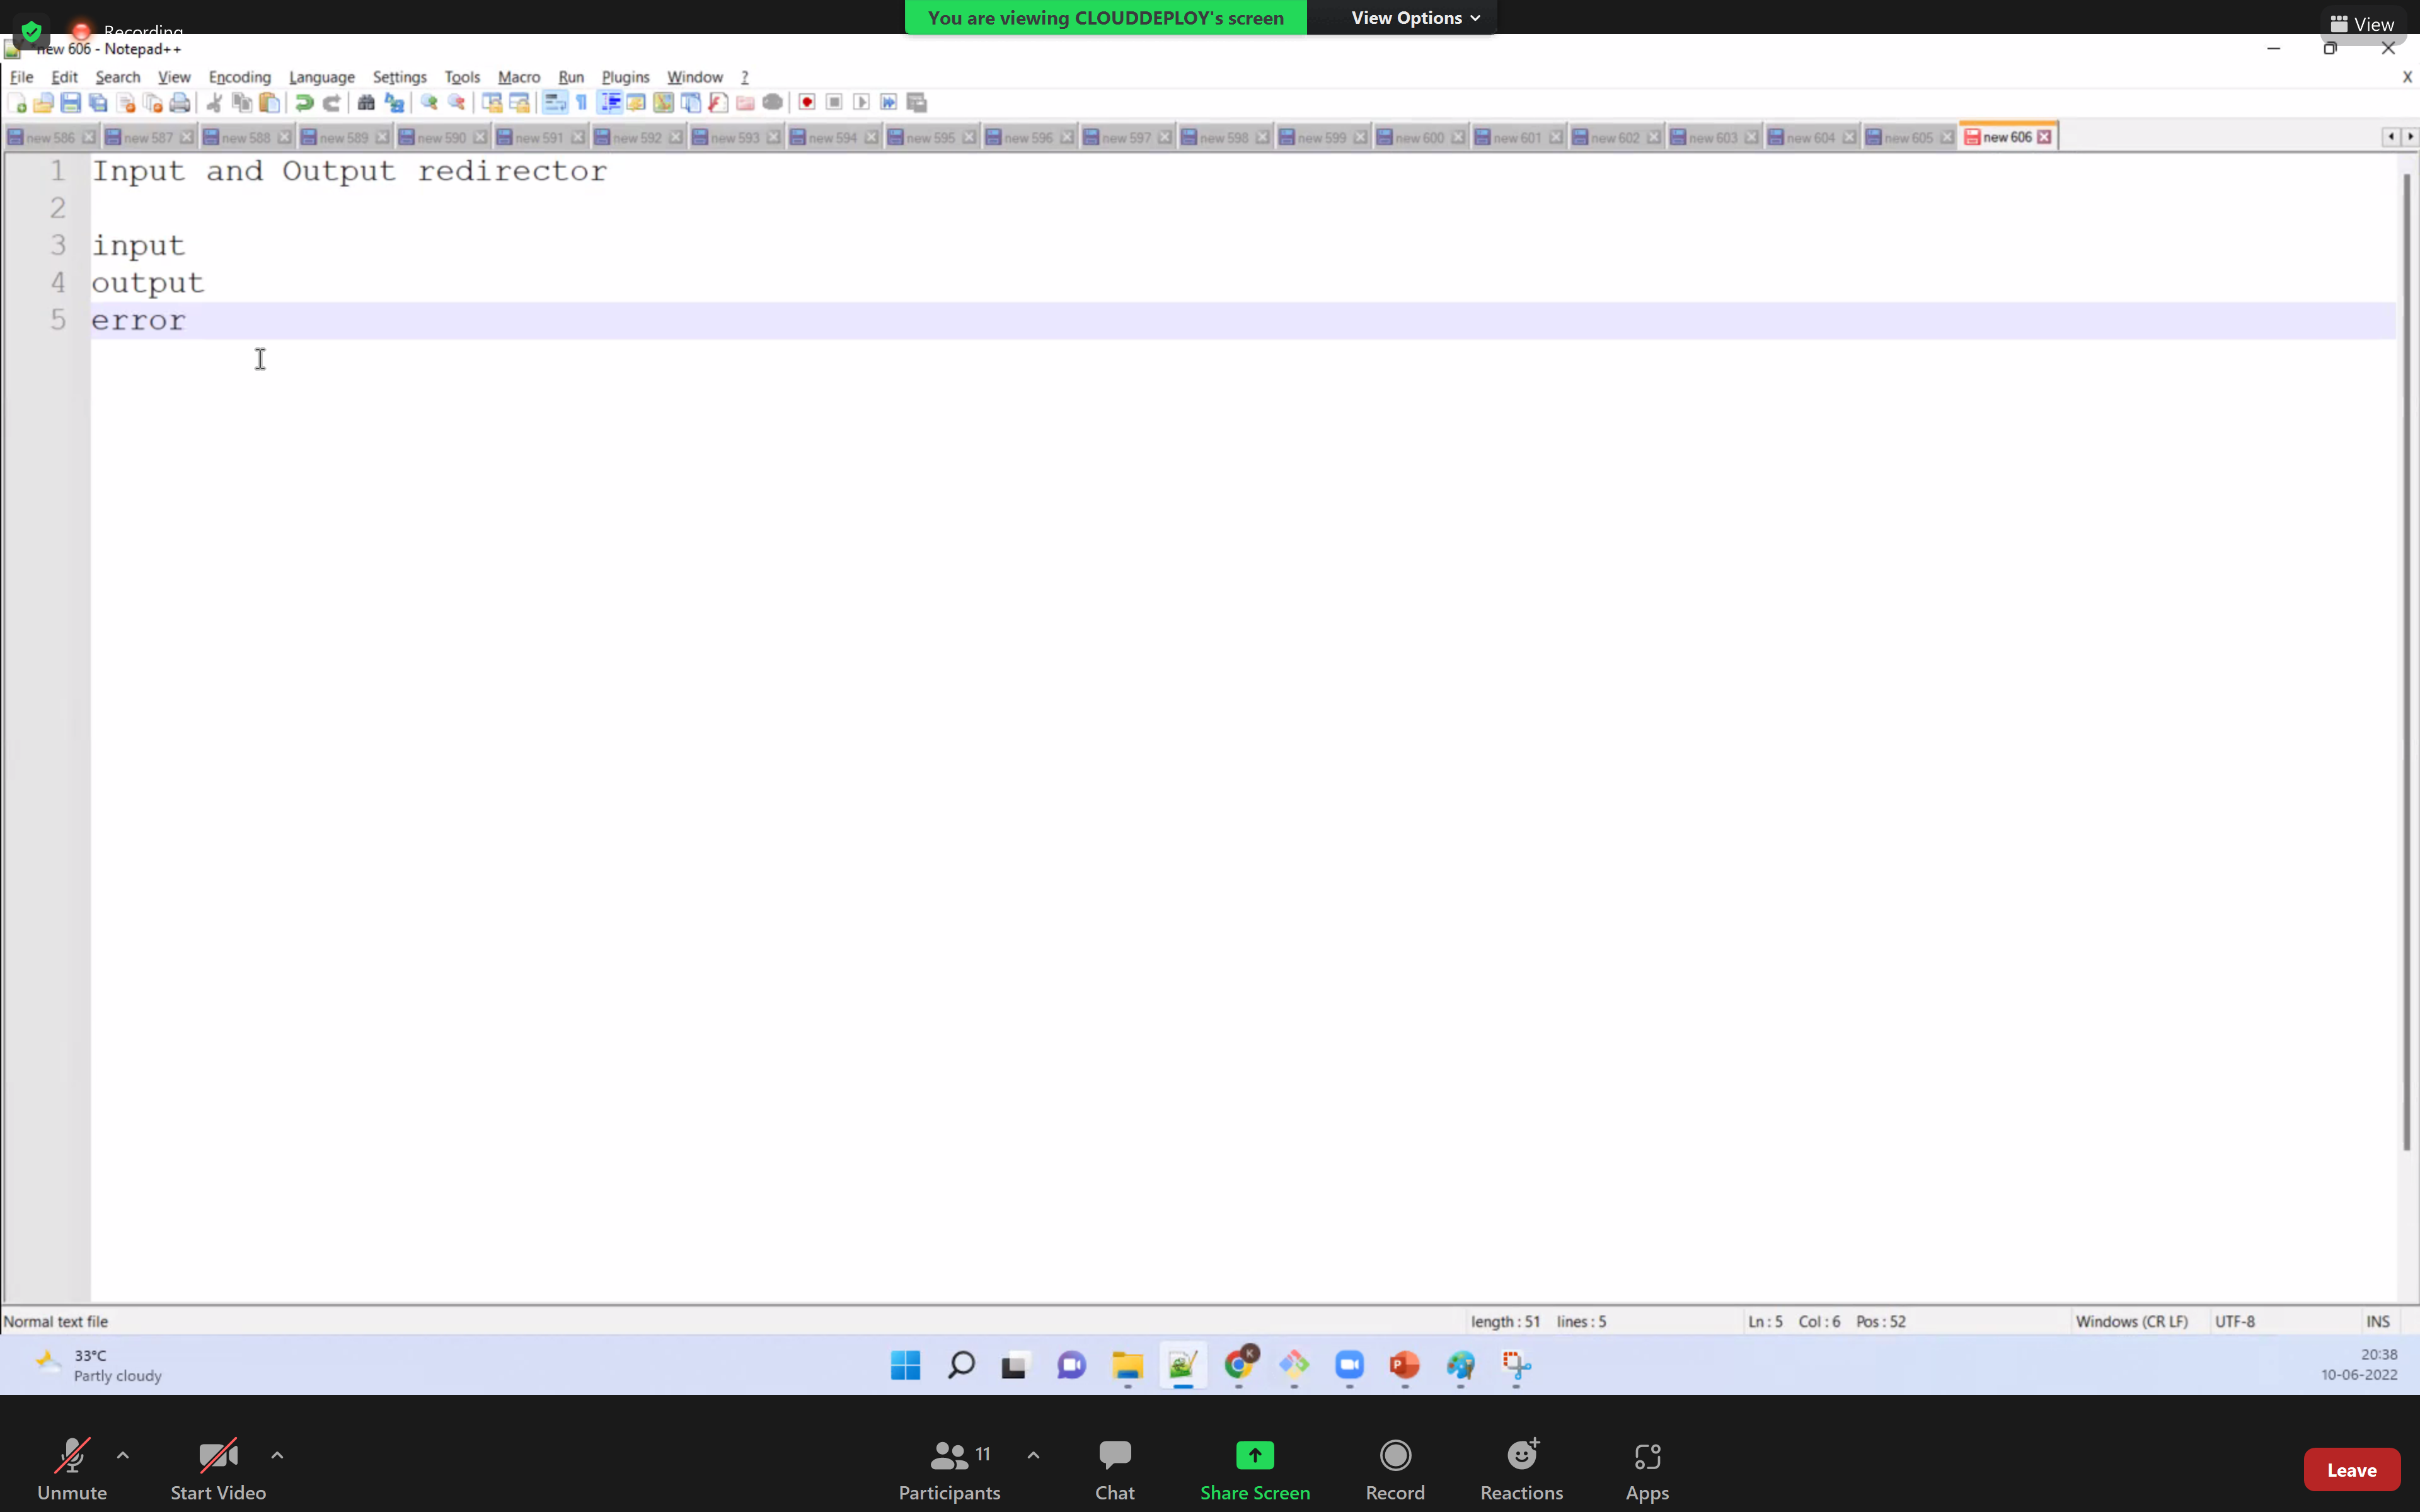 Recording
You are viewing CLOUDDEPLOY's screen
View Options
View
new 606 - Notepad++
File Edit Search View Encoding Language Settings Tools Macro Run Plugins Window ?
X
new 586 new 587 new 588 new 589 new 590 new 591 new 592 new 593 new 594 new 595 new 596 new 597 new 598 new 599 new 600 new 601 new 602 new 603 new 604 new 605 new 606
1 Input and Output redirector
2
3 input
4 output
5 error
Normal text file length : 51 lines : 5 Ln : 5 Col : 6 Pos : 52 Windows (CR LF) UTF-8 INS
33°C
Partly cloudy
K
P
20:38
10-06-2022
11
Unmute Start Video Participants Chat Share Screen Record Reactions Apps
Leave